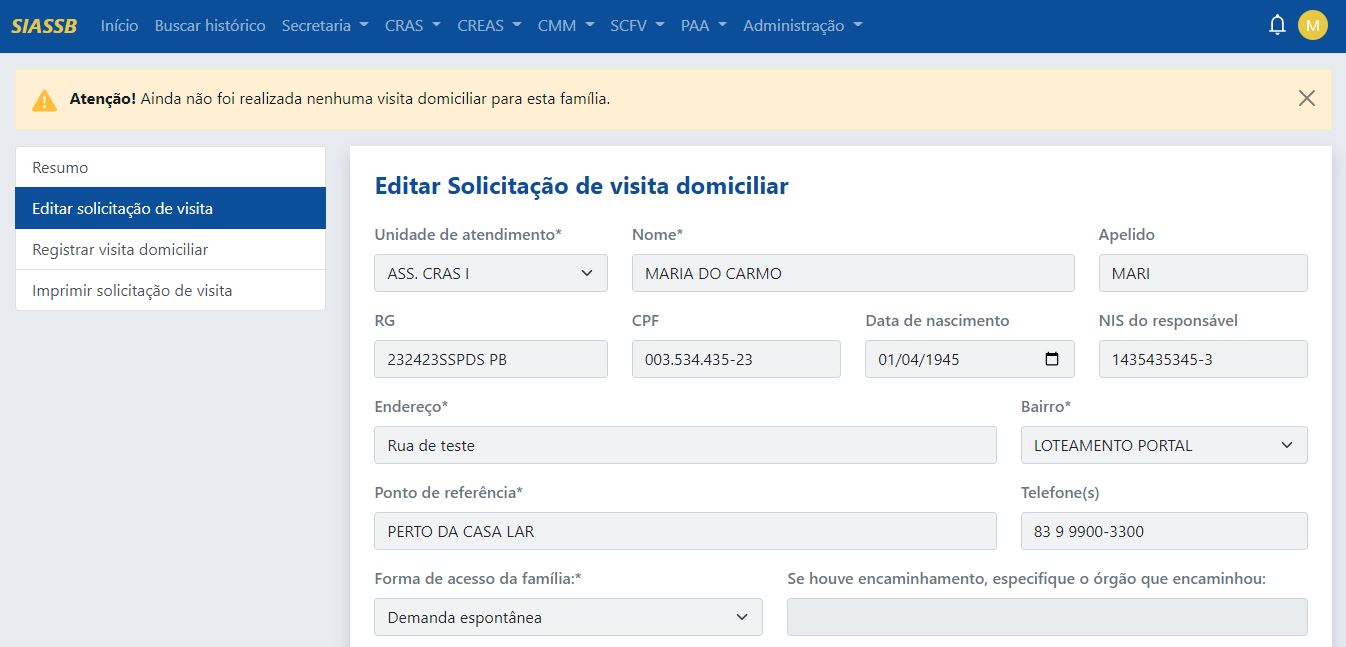 SIASSB Início Buscar histórico Secretaria CRAS CREAS CMM SCFV PAA Administração M
Atenção! Ainda não foi realizada nenhuma visita domiciliar para esta família.
Resumo
Editar solicitação de visita
Registrar visita domiciliar
Imprimir solicitação de visita
Editar Solicitação de visita domiciliar
Unidade de atendimento* Nome* Apelido
ASS. CRAS I MARIA DO CARMO MARI
RG CPF Data de nascimento NIS do responsável
232423SSPDS PB 003.534.435-23 01/04/1945 1435435345-3
Endereço* Bairro*
Rua de teste LOTEAMENTO PORTAL
Ponto de referência* Telefone(s)
PERTO DA CASA LAR 83 9 9900-3300
Forma de acesso da família:* Se houve encaminhamento, especifique o órgão que encaminhou:
Demanda espontânea